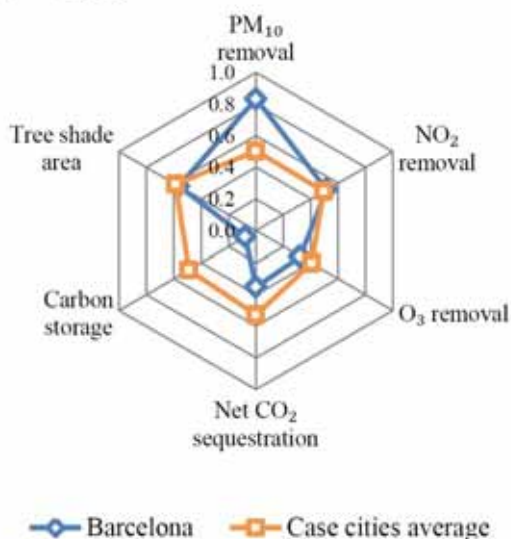 PM₁₀
removal
1.0
0.8
0.6
0.4
0.2
0.0
NO₂
removal
O₃ removal
Net CO₂
sequestration
Carbon
storage
Tree shade
area
Barcelona
Case cities average